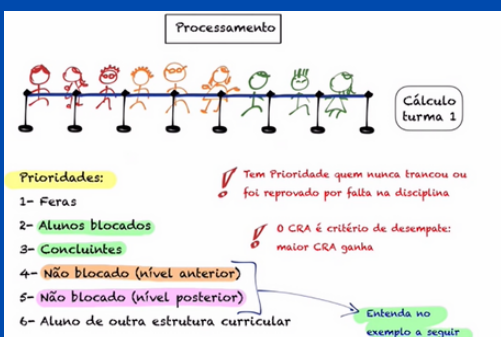 Processamento
Cálculo
turma 1
Prioridades:
1- Feras
2- Alunos blocados
3- Concluintes
4- Não blocado (nível anterior)
5- Não blocado (nível posterior)
6- Aluno de outra estrutura curricular
! Tem Prioridade quem nunca trancou ou
foi reprovado por falta na disciplina
! O CRA é critério de desempate:
maior CRA ganha
Entenda no
exemplo a seguir